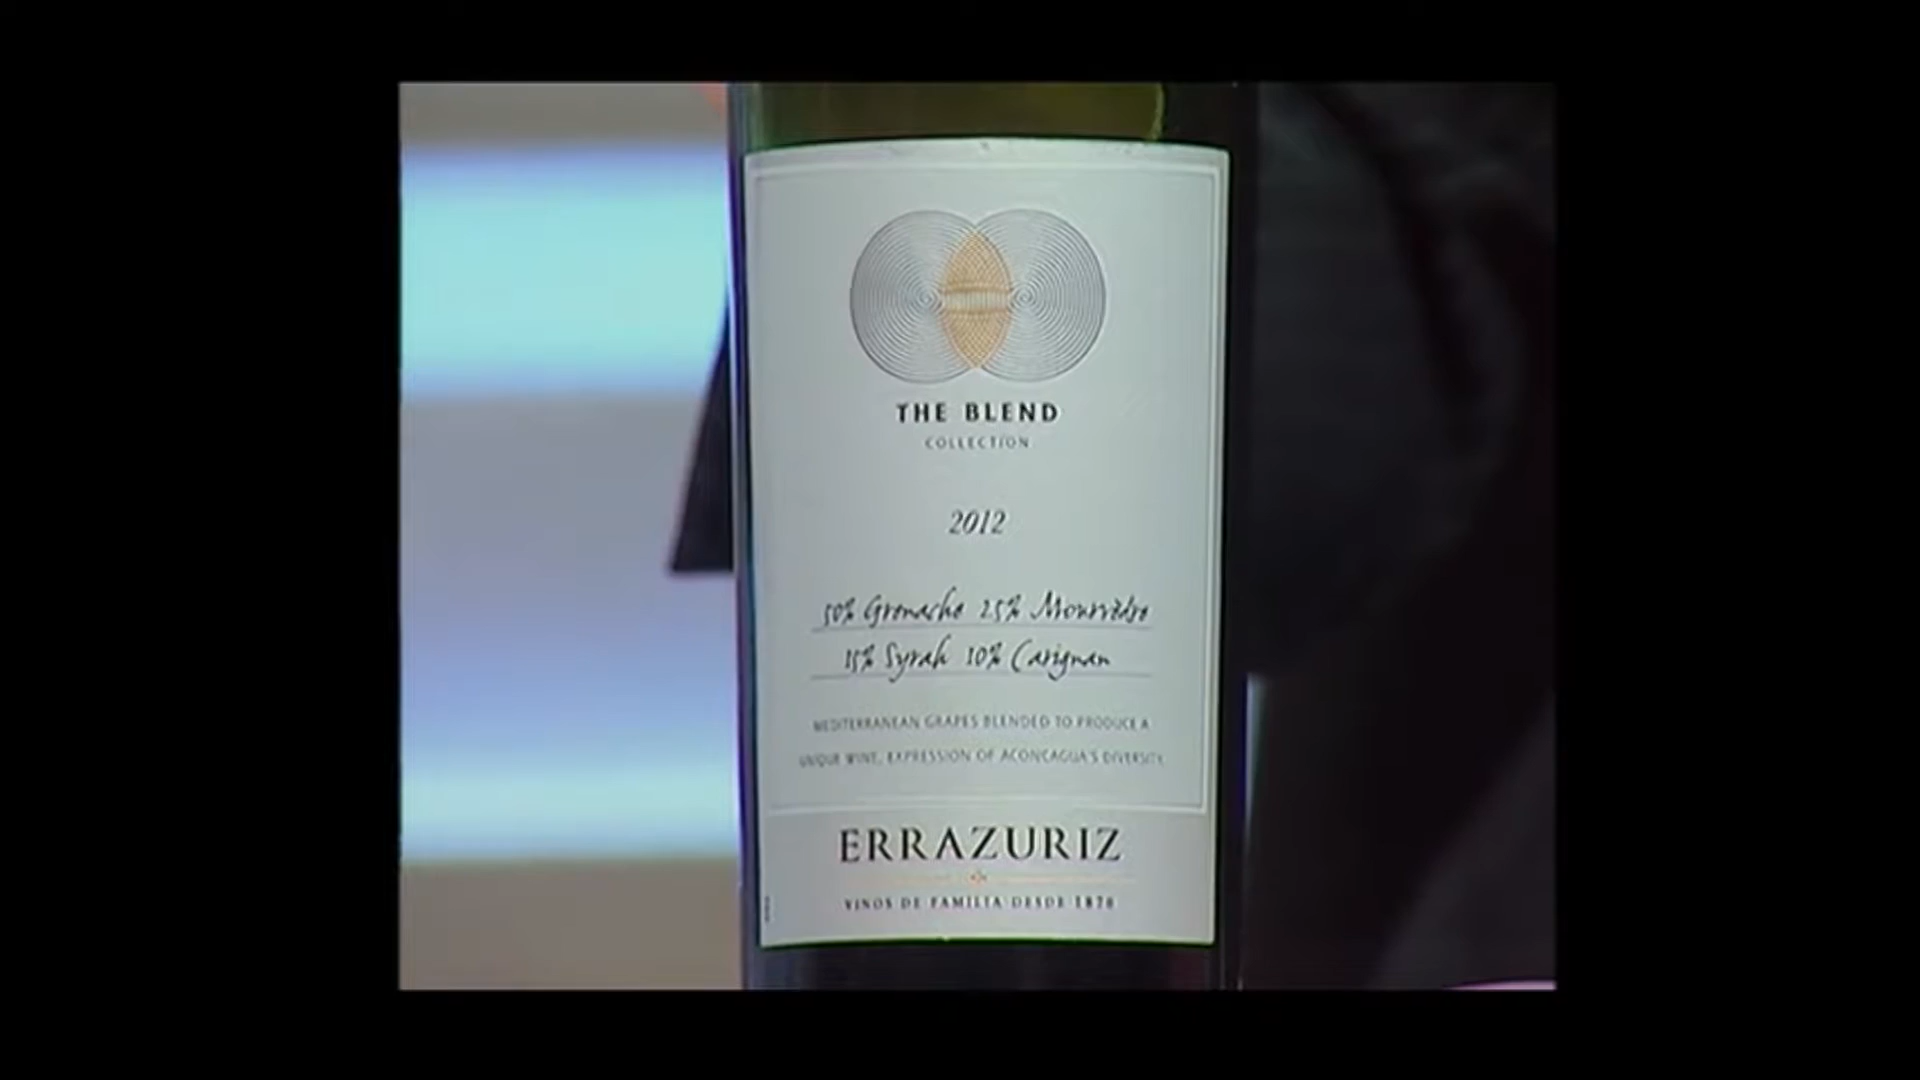 THE BLEND
COLLECTION
2012
50% Grenache 25% Mourvèdre
15% Syrah 10% Carignan
MEDITERRANEAN GRAPES BLENDED TO PRODUCE A
UNIQUE WINE, EXPRESSION OF ACONCAGUA'S DIVERSITY
ERRAZURIZ
VINOS DE FAMILIA DESDE 1870